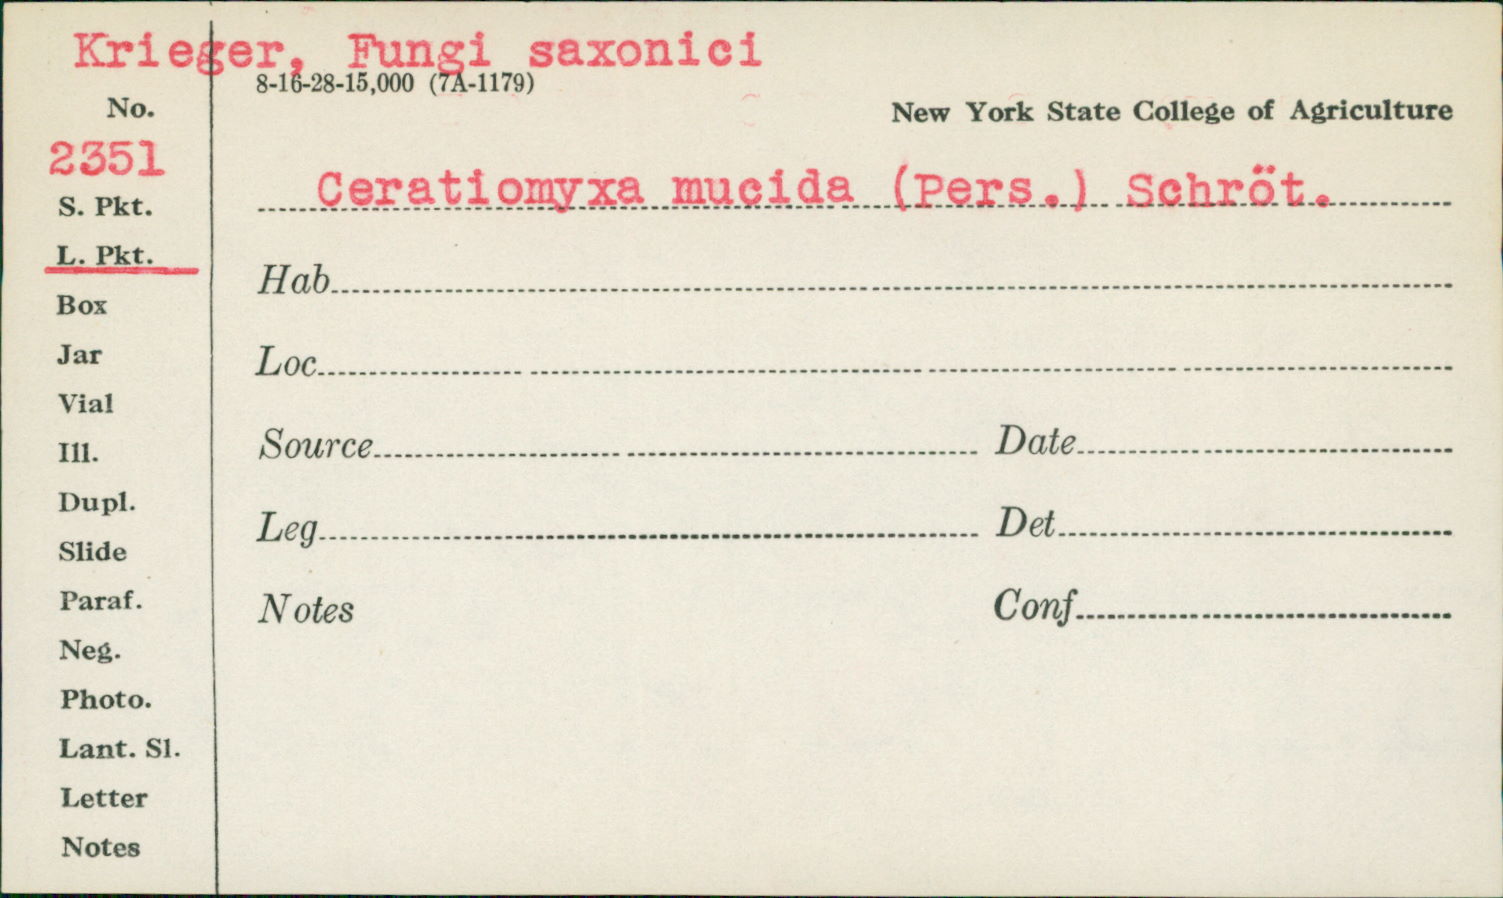 Krieger, Fungi saxonici
8-16-28-15,000 (7A-1179)
No.
New York State College of Agriculture
2351
Ceratiomyxa mucida (Pers.) Schröt.
S. Pkt.
L. Pkt.
Hab
Box
Jar
Loc
Vial
Ill.
Source Date
Dupl.
Leg Det
Slide
Paraf.
Notes Conf
Neg.
Photo.
Lant. Sl.
Letter
Notes